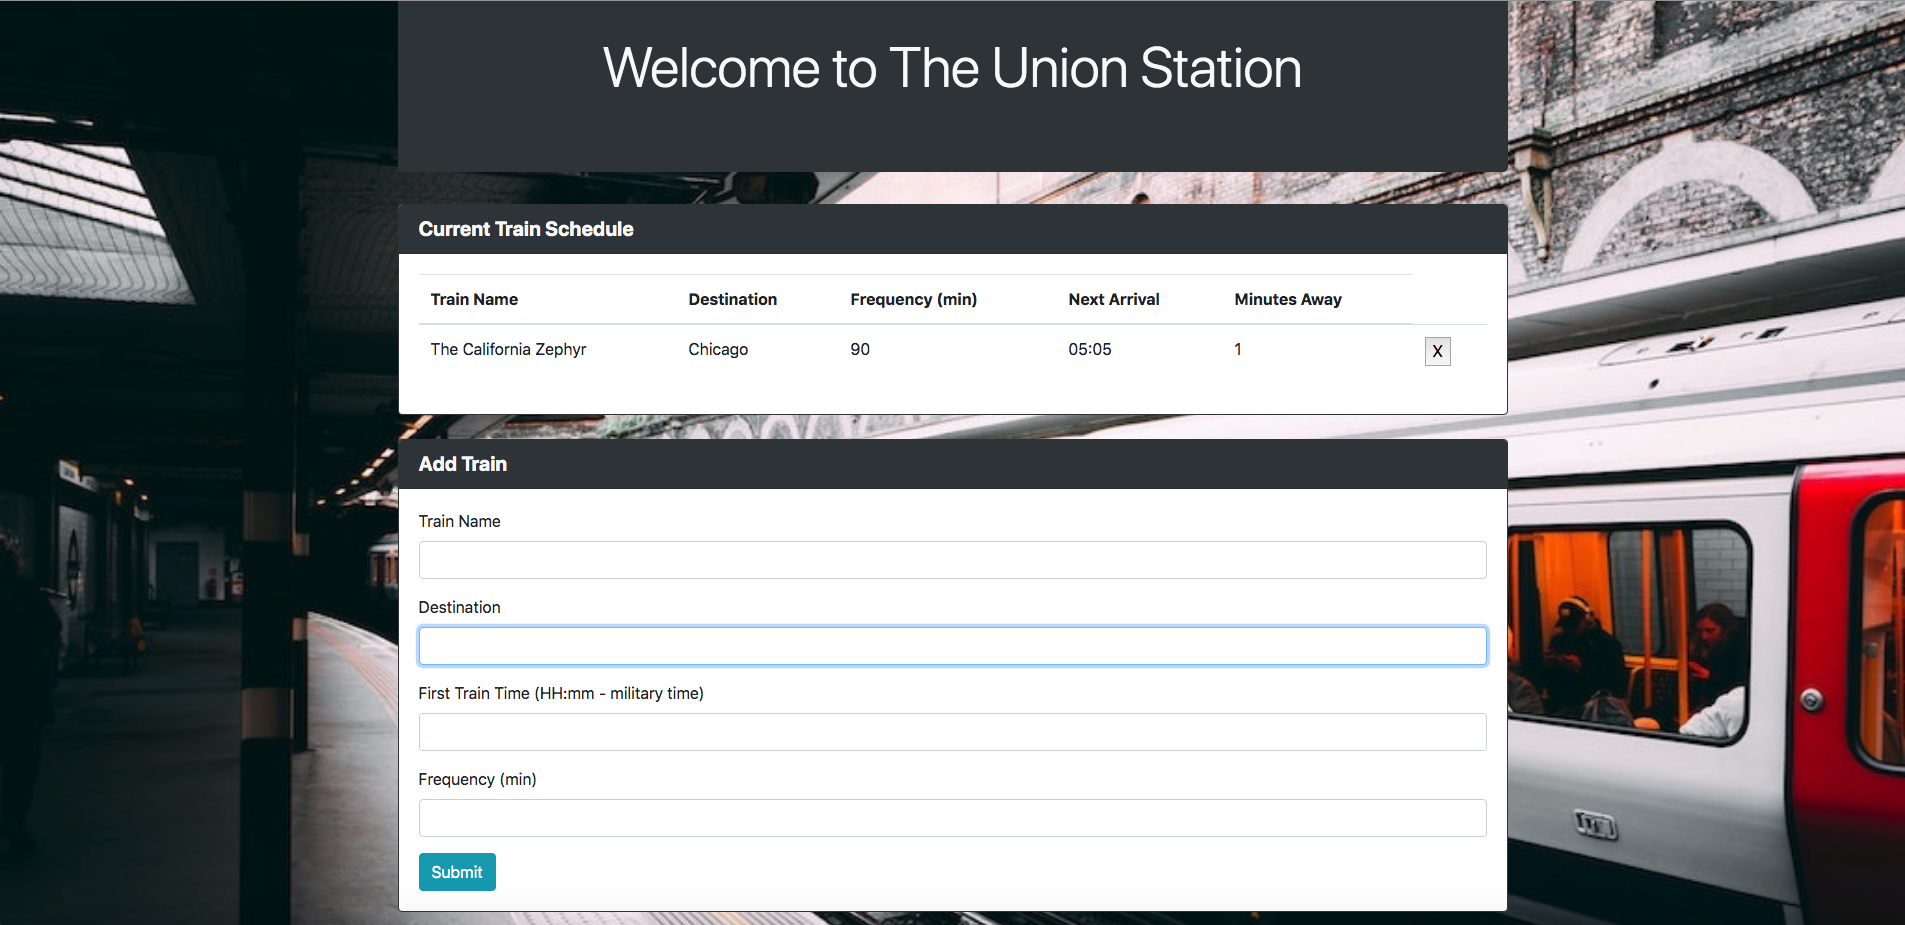 Welcome to The Union Station
Current Train Schedule
Train Name Destination Frequency (min) Next Arrival Minutes Away
The California Zephyr Chicago 90 05:05 1 X
Add Train
Train Name
Destination
First Train Time (HH:mm - military time)
Frequency (min)
Submit